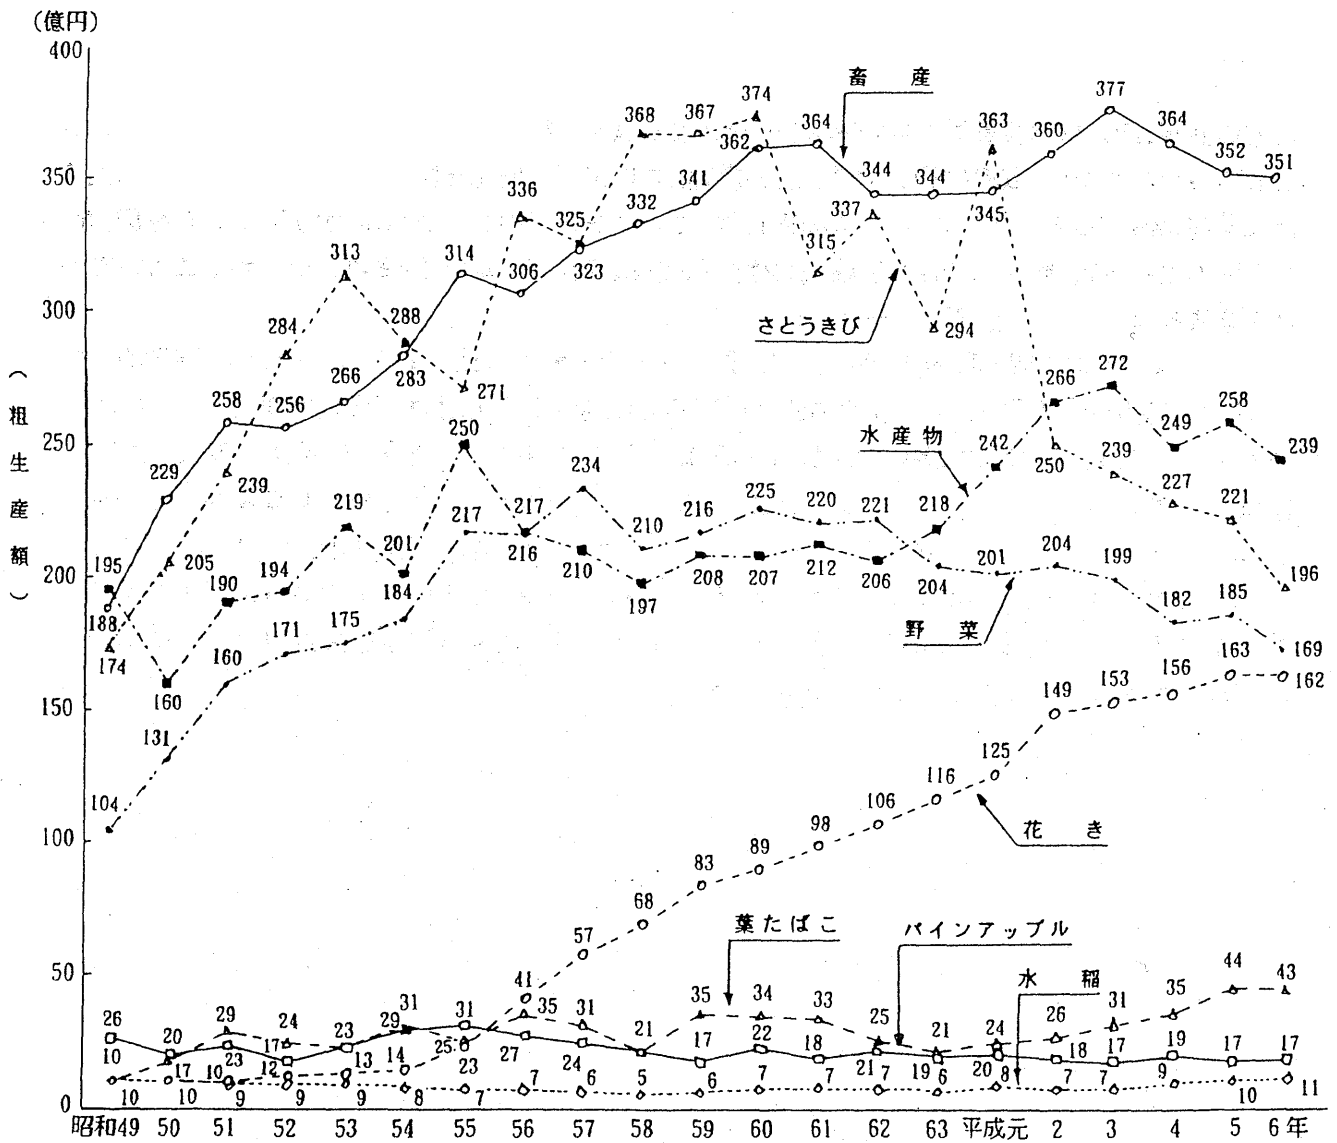 (億円)
400
350
300
250
200
150
100
50
0
(粗生産額)
畜産
さとうきび
水産物
野菜
花き
葉たばこ
パインアップル
水稲
188 229 258 256 266 283 314 306 323 332 341 362 364 344 344 345 360 377 364 352 351
174 205 239 284 313 288 271 336 325 368 367 374 315 337 294 363 250 239 227 221 196
195 160 190 194 219 201 250 217 210 197 208 207 212 206 218 242 266 272 249 258 239
104 131 160 171 175 184 217 216 234 210 216 225 220 221 204 201 204 199 182 185 169
10 12 13 14 25 41 57 68 83 89 98 106 116 125 149 153 156 163 162
10 17 29 24 23 31 23 35 31 21 35 34 33 25 21 24 26 31 35 44 43
26 20 23 17 29 31 27 24 17 22 18 21 19 20 18 17 19 17 17
10 10 9 9 9 8 7 7 6 5 6 7 7 7 6 8 7 7 9 10 11
昭和49 50 51 52 53 54 55 56 57 58 59 60 61 62 63 平成元 2 3 4 5 6年